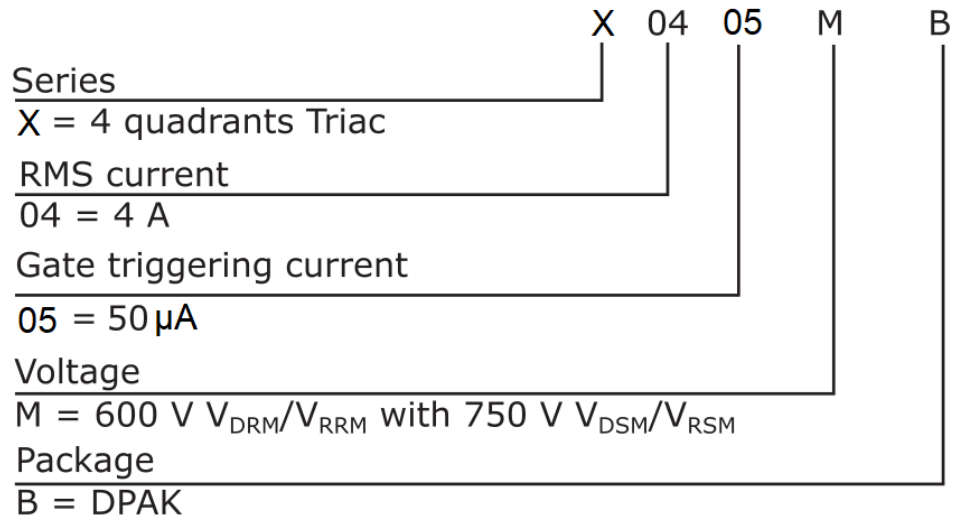 X 04 05 M B
Series
X = 4 quadrants Triac
RMS current
04 = 4 A
Gate triggering current
05 = 50 µA
Voltage
M = 600 V VDRM/VRRM with 750 V VDSM/VRSM
Package
B = DPAK